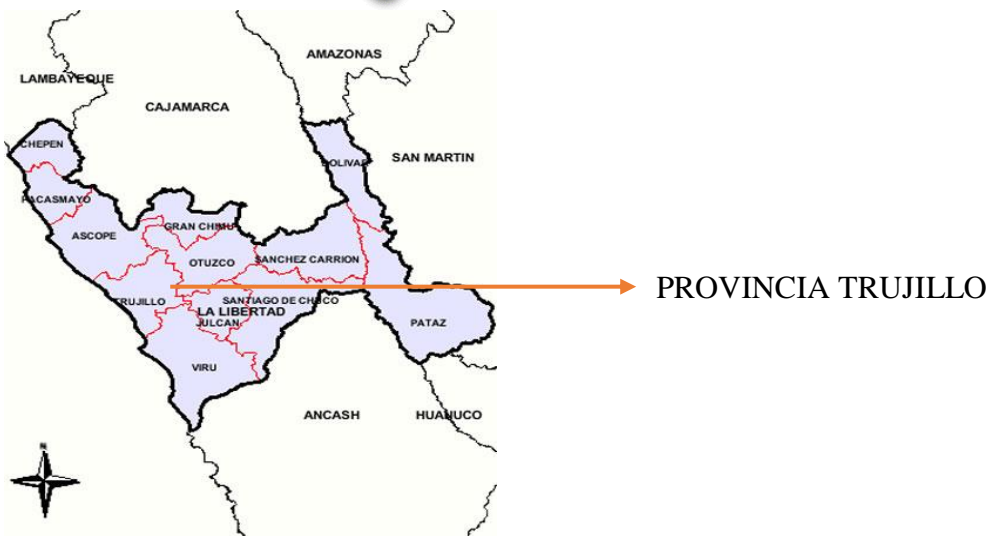 AMAZONAS
LAMBAYEQUE
CAJAMARCA
CHEPEN
SAN MARTIN
BOLIVAR
PACASMAYO
GRAN CHIMU
ASCOPE
OTUZCO
SANCHEZ CARRION
PROVINCIA TRUJILLO
TRUJILLO
SANTIAGO DE CHUCO
LA LIBERTAD
JULCAN
PATAZ
VIRU
ANCASH
HUANUCO
N